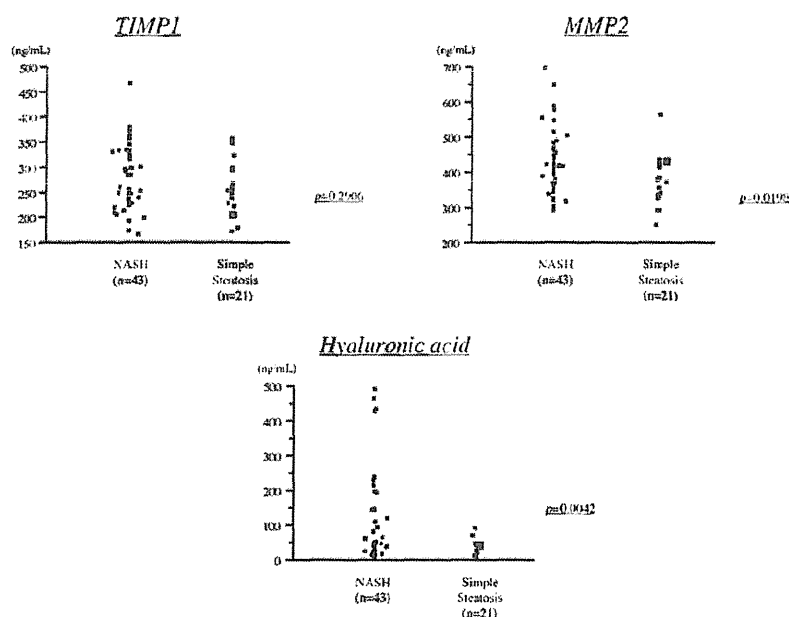 TIMP1
(ng/mL)
500
450
400
350
300
250
200
150
NASH
(n=43)
Simple
Steatosis
(n=21)
p=0.2906
MMP2
(ng/mL)
700
600
500
400
300
200
NASH
(n=43)
Simple
Steatosis
(n=21)
p=0.0195
Hyaluronic acid
(ng/mL)
500
400
300
200
100
0
NASH
(n=43)
Simple
Steatosis
(n=21)
p=0.0042